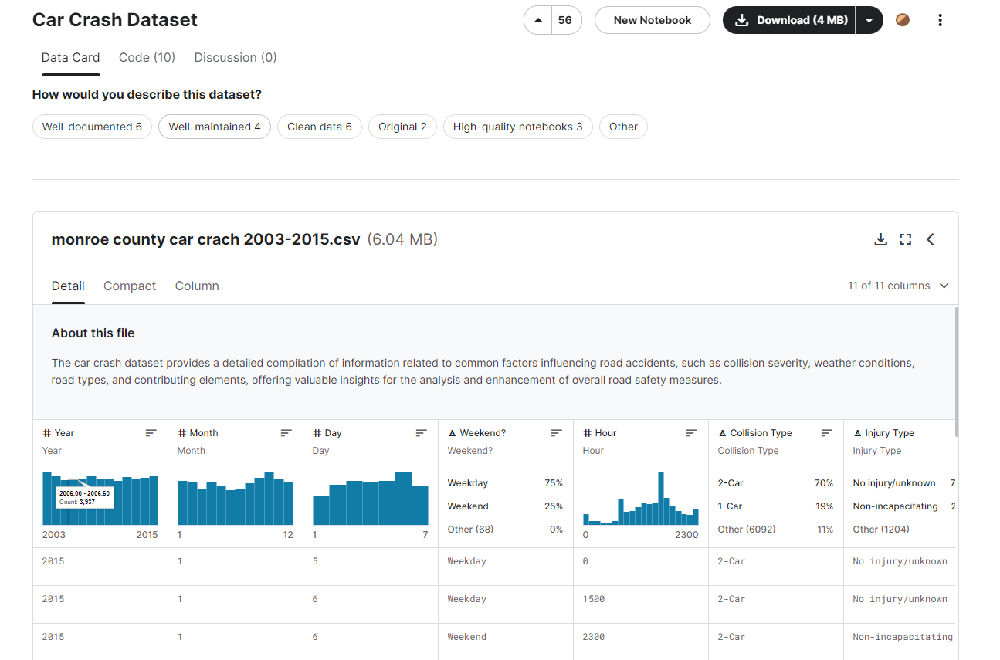 Car Crash Dataset
56
New Notebook
Download (4 MB)
Data Card
Code (10)
Discussion (0)
How would you describe this dataset?
Well-documented 6
Well-maintained 4
Clean data 6
Original 2
High-quality notebooks 3
Other
monroe county car crach 2003-2015.csv (6.04 MB)
Detail
Compact
Column
11 of 11 columns
About this file
The car crash dataset provides a detailed compilation of information related to common factors influencing road accidents, such as collision severity, weather conditions,
road types, and contributing elements, offering valuable insights for the analysis and enhancement of overall road safety measures.
# Year # Month # Day A Weekend? # Hour A Collision Type A Injury Type
Year Month Day Weekend? Hour Collision Type Injury Type
2006.00 - 2006.60
Count: 3,937
2003 2015
1 12
1 7
Weekday 75%
Weekend 25%
Other (68) 0%
0 2300
2-Car 70%
1-Car 19%
Other (6092) 11%
No injury/unknown 7
Non-incapacitating 2
Other (1204)
2015 1 5 Weekday 0 2-Car No injury/unknown
2015 1 6 Weekday 1500 2-Car No injury/unknown
2015 1 6 Weekend 2300 2-Car Non-incapacitating